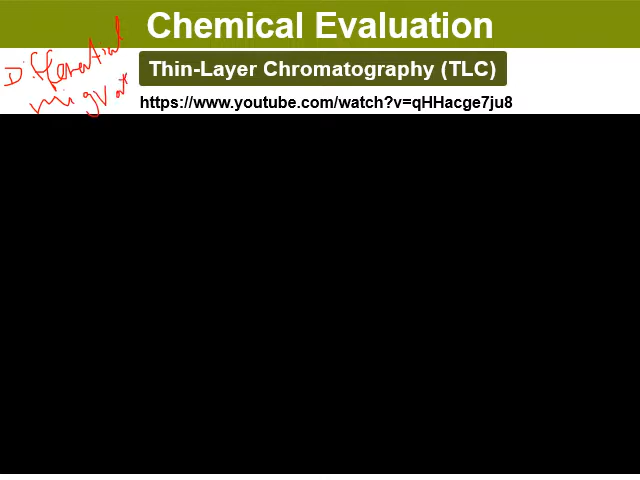 Chemical Evaluation
Thin-Layer Chromatography (TLC)
https://www.youtube.com/watch?v=qHHacge7ju8
Differential